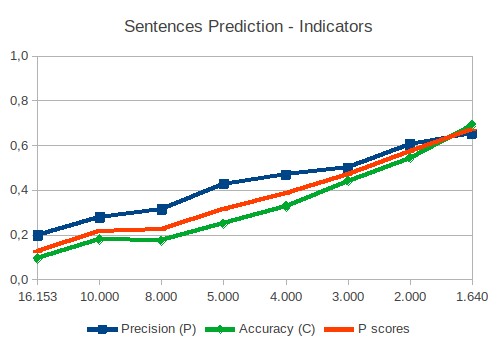 Sentences Prediction - Indicators
1,0
0,8
0,6
0,4
0,2
0,0
16.153 10.000 8.000 5.000 4.000 3.000 2.000 1.640
Precision (P) Accuracy (C) P scores